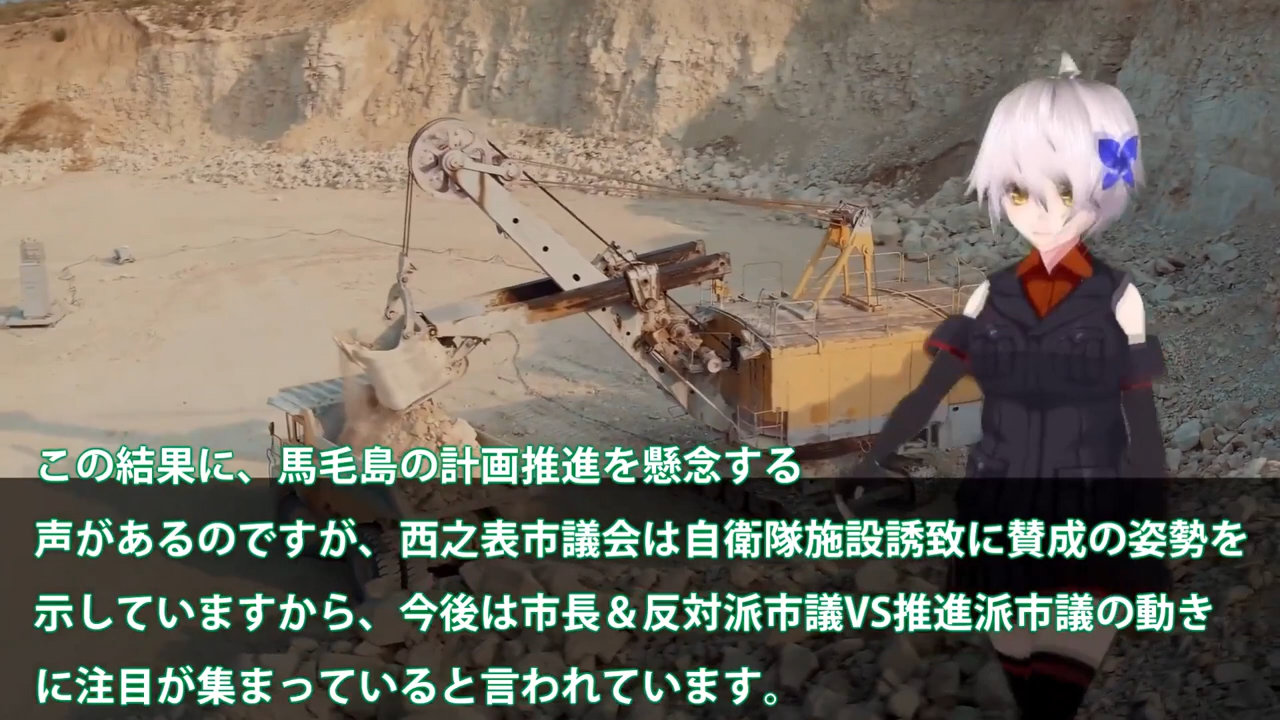 この結果に、馬毛島の計画推進を懸念する
声があるのですが、西之表市議会は自衛隊施設誘致に賛成の姿勢を
示していますから、今後は市長＆反対派市議VS推進派市議の動き
に注目が集まっていると言われています。